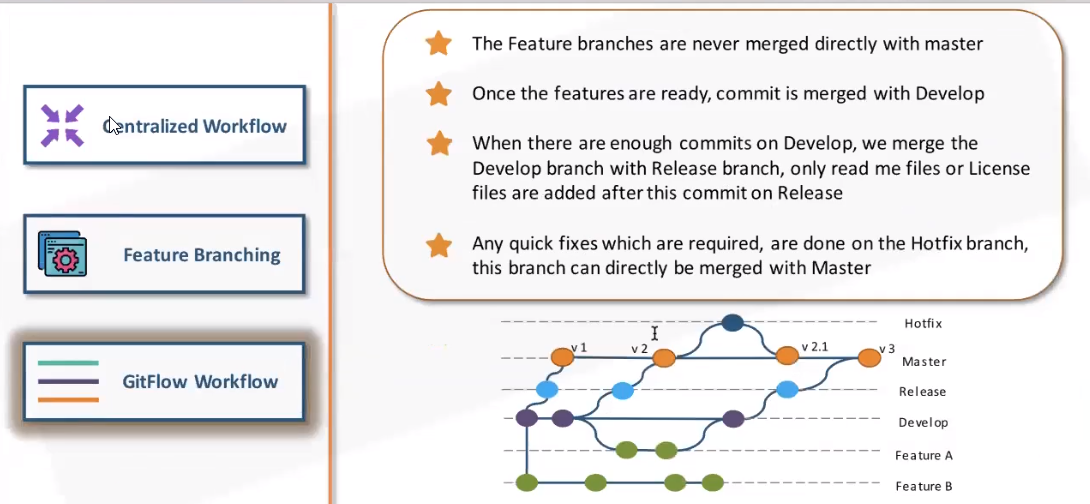 Centralized Workflow
Feature Branching
GitFlow Workflow
The Feature branches are never merged directly with master
Once the features are ready, commit is merged with Develop
When there are enough commits on Develop, we merge the
Develop branch with Release branch, only read me files or License
files are added after this commit on Release
Any quick fixes which are required, are done on the Hotfix branch,
this branch can directly be merged with Master
Hotfix
v 1
v 2
v 2.1
v 3
Master
Release
Develop
Feature A
Feature B